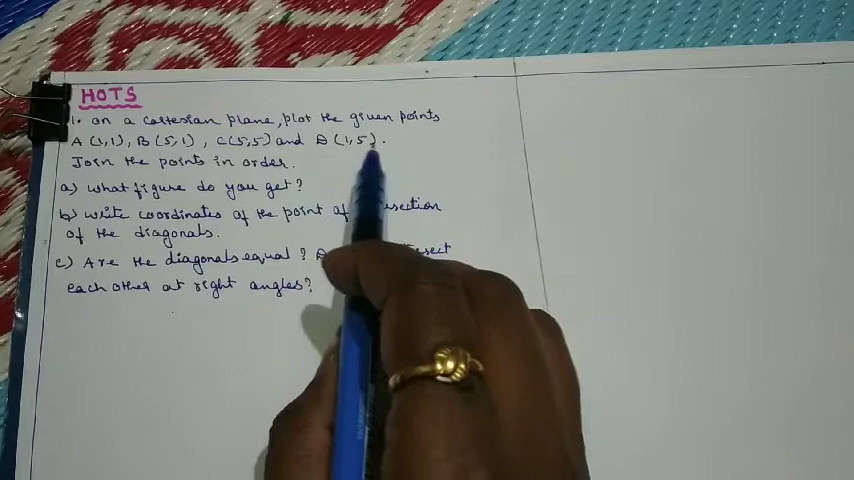 HOTS
1. on a cartesian plane, plot the given points
A (1,1), B (5,1), C(5,5) and D (1,5).
Join the points in order.
a) what figure do you get?
b) write coordinates of the point of section
of the diagonals.
c) Are the diagonals equal? sect
each other at right angles?